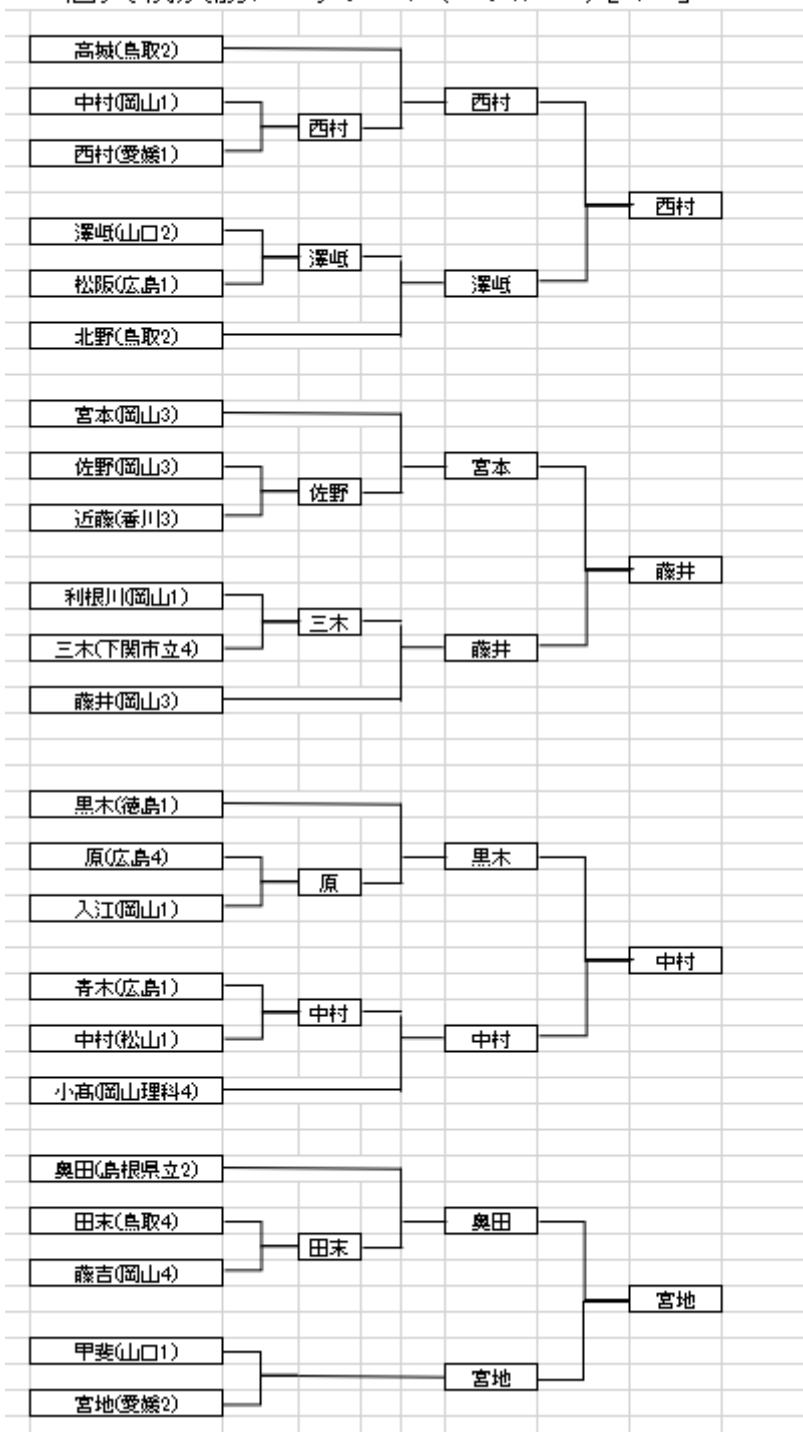 高城(鳥取2)
中村(岡山1)
西村
西村
西村(愛媛1)
西村
澤岻(山口2)
澤岻
松阪(広島1)
澤岻
北野(鳥取2)
宮本(岡山3)
佐野(岡山3)
宮本
佐野
近藤(香川3)
藤井
利根川(岡山1)
三木
三木(下関市立4)
藤井
藤井(岡山3)
黒木(徳島1)
原(広島4)
黒木
原
入江(岡山1)
中村
青木(広島1)
中村
中村(松山1)
中村
小髙(岡山理科4)
奥田(島根県立2)
田末(鳥取4)
奥田
田末
藤吉(岡山4)
宮地
甲斐(山口1)
宮地
宮地(愛媛2)